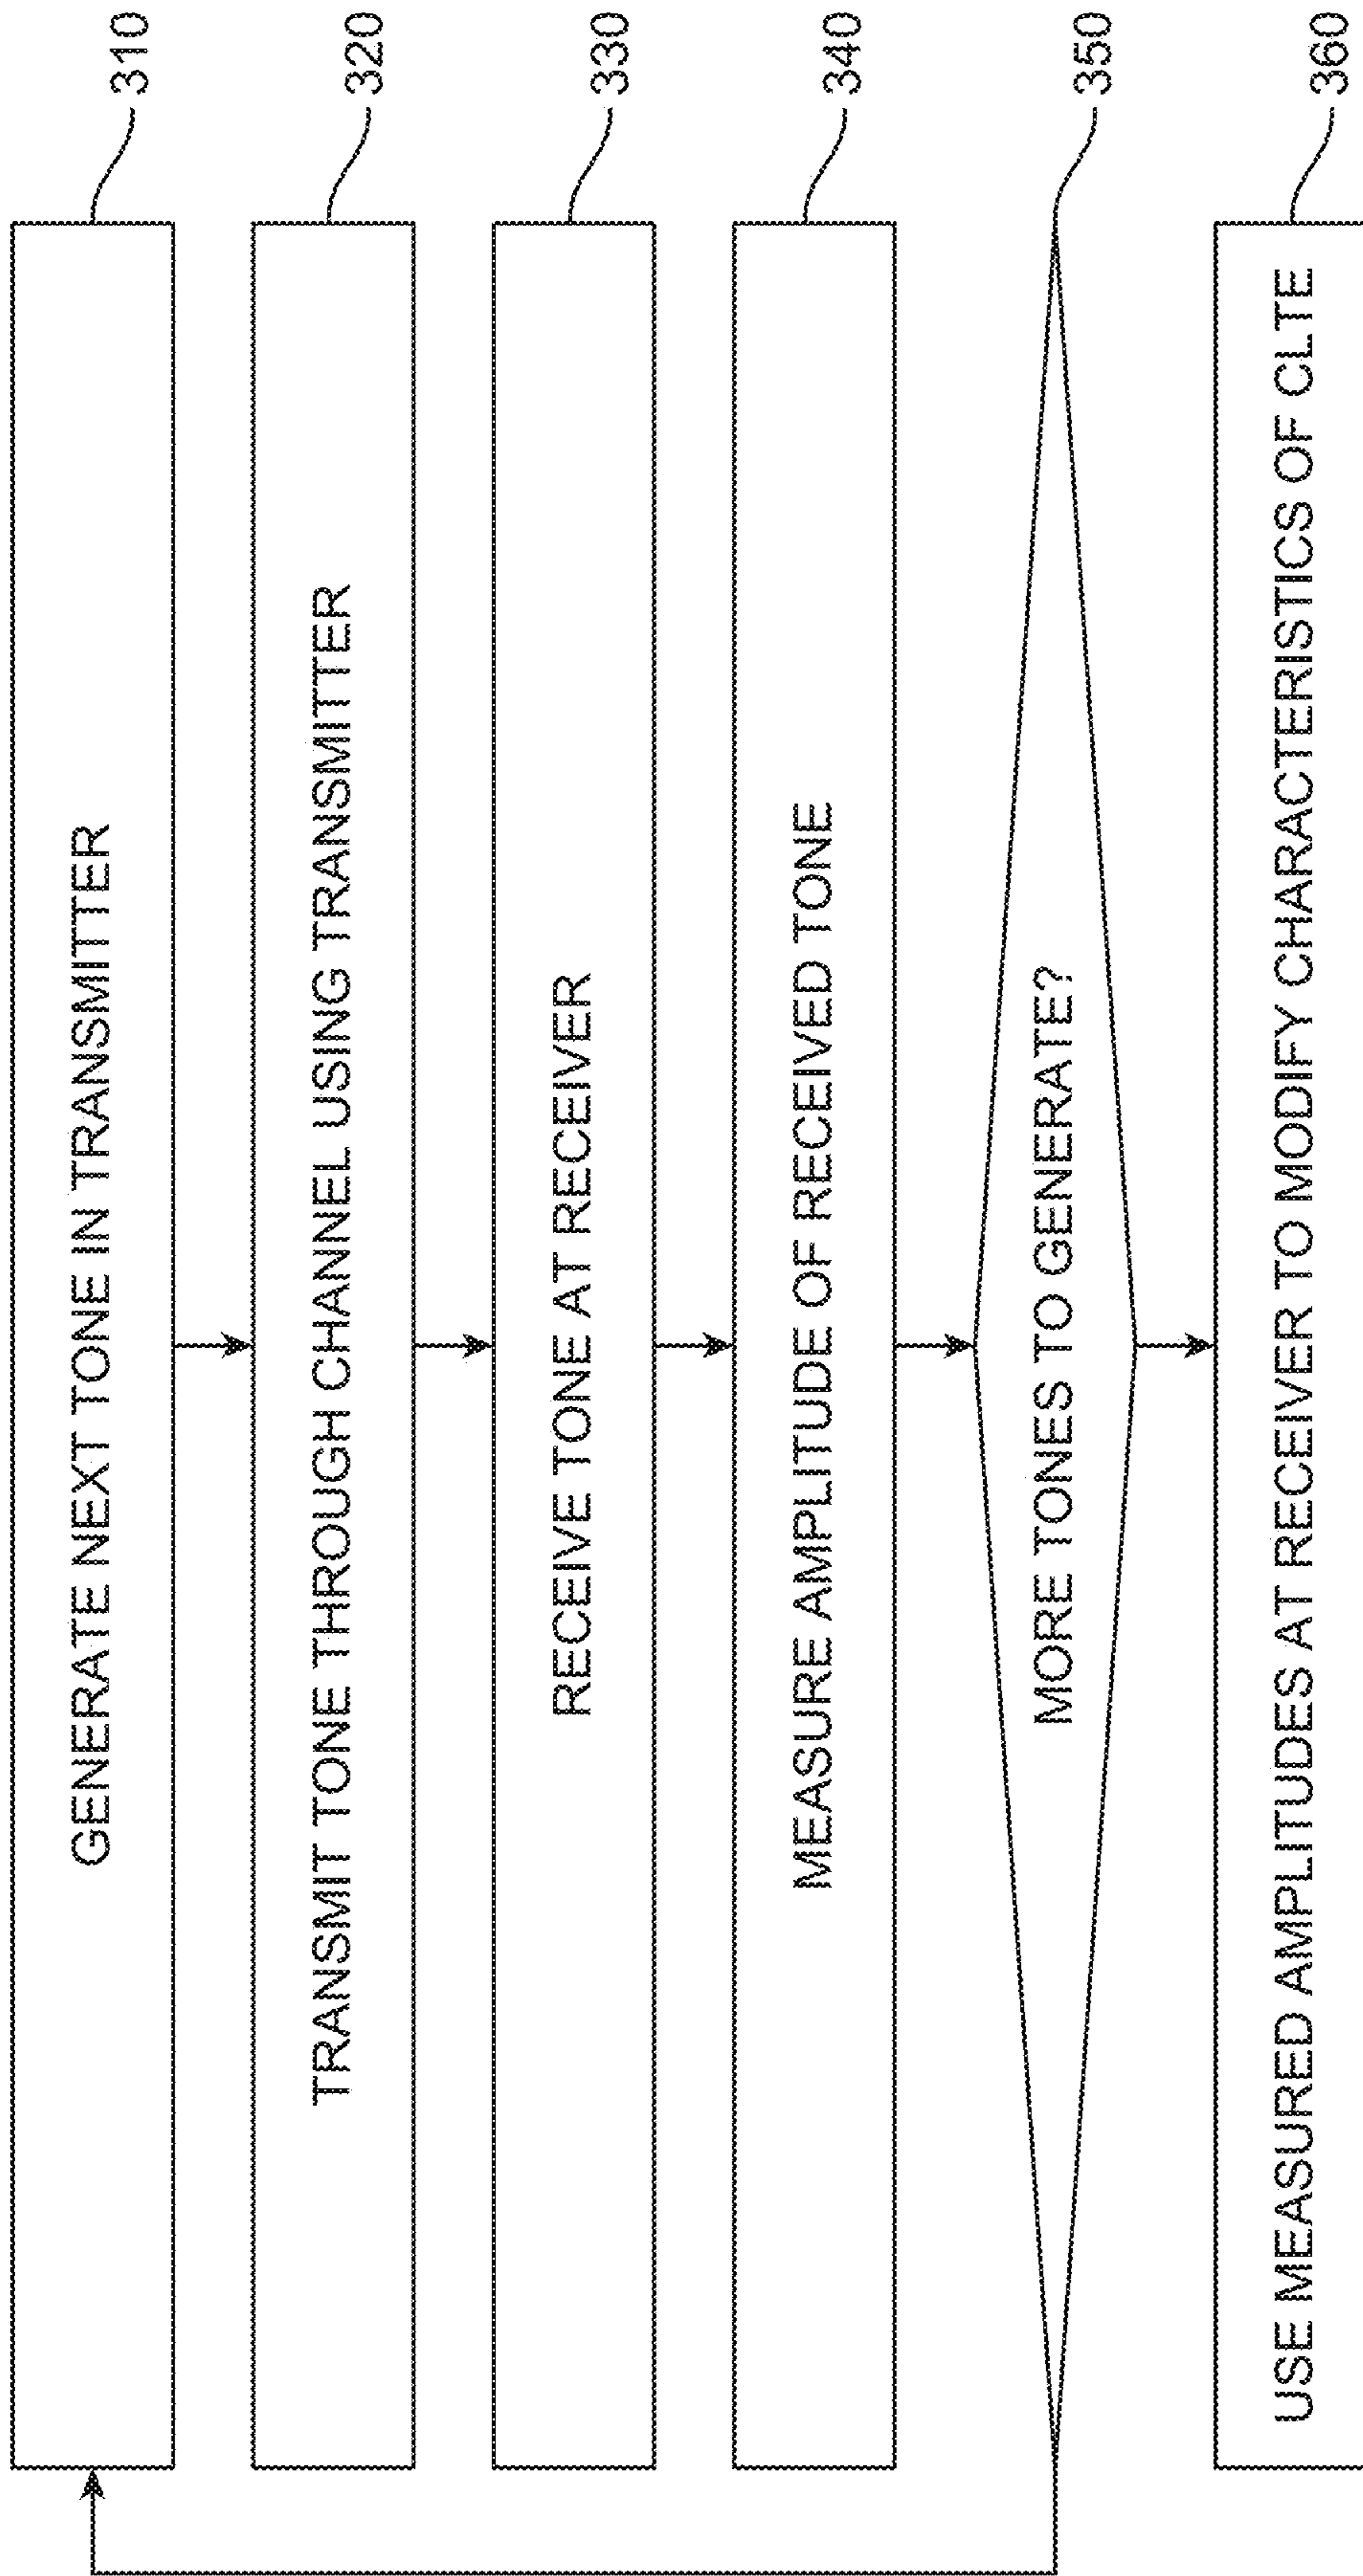 GENERATE NEXT TONE IN TRANSMITTER
310
TRANSMIT TONE THROUGH CHANNEL USING TRANSMITTER
320
RECEIVE TONE AT RECEIVER
330
MEASURE AMPLITUDE OF RECEIVED TONE
340
MORE TONES TO GENERATE?
350
USE MEASURED AMPLITUDES AT RECEIVER TO MODIFY CHARACTERISTICS OF CLTE
360